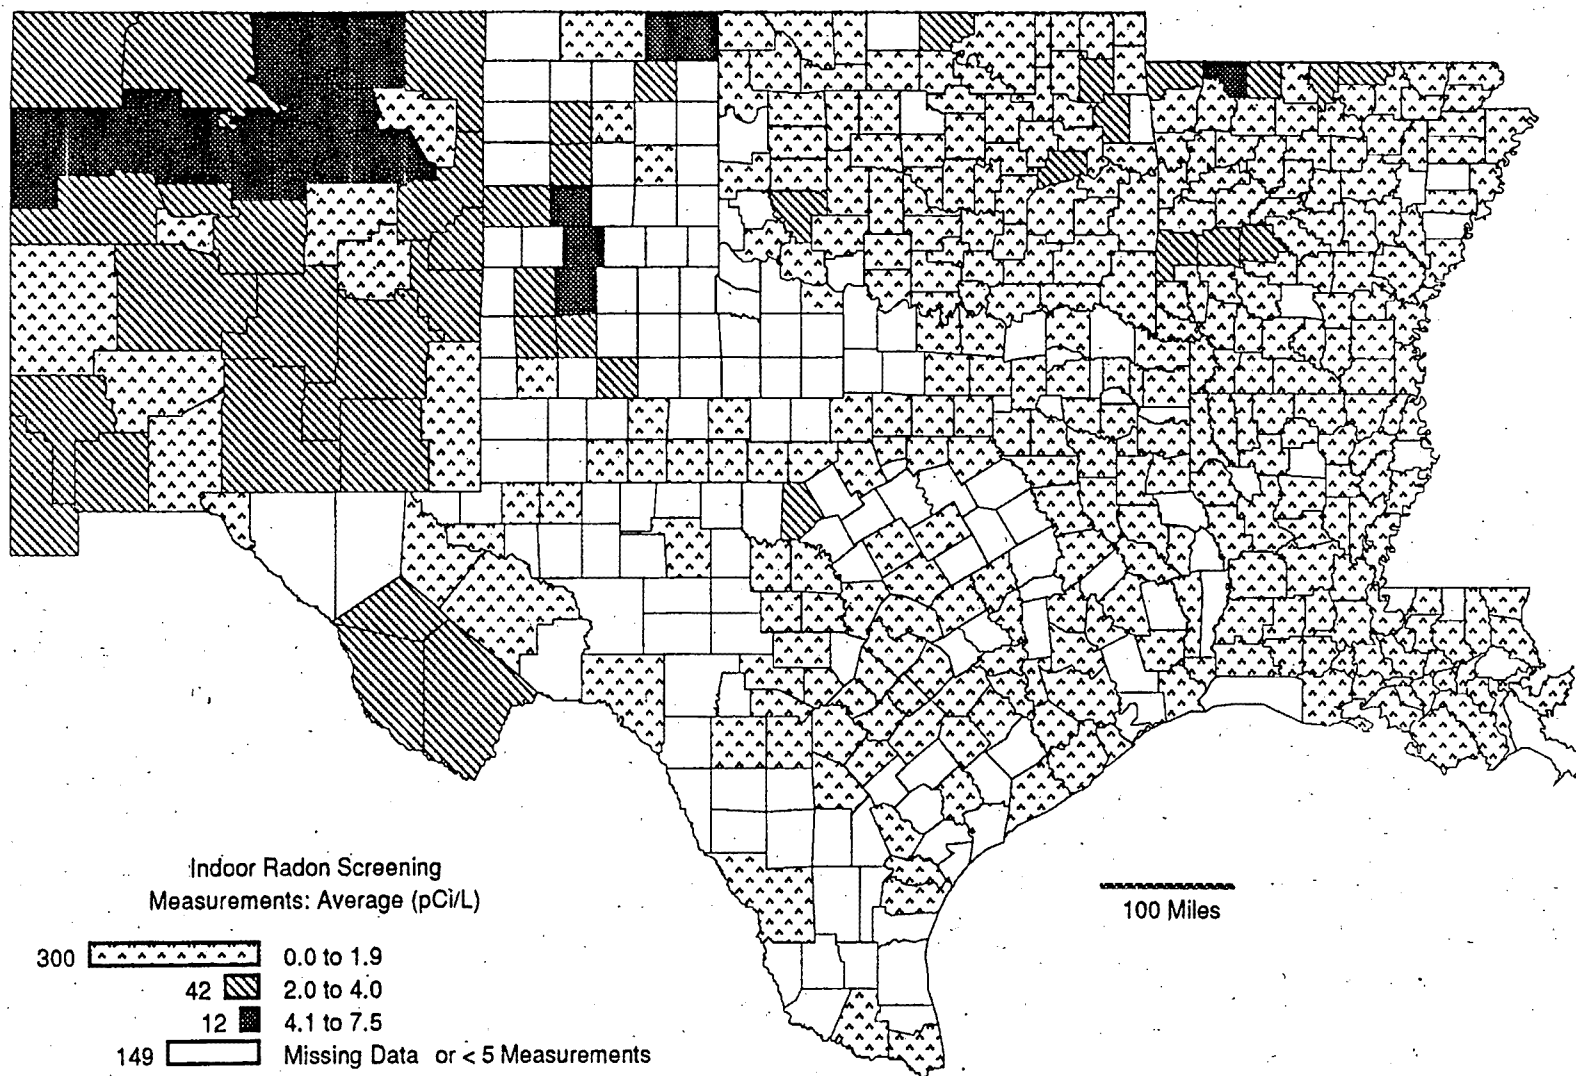 Indoor Radon Screening
Measurements: Average (pCi/L)
300 0.0 to 1.9
42 2.0 to 4.0
12 4.1 to 7.5
149 Missing Data or < 5 Measurements
100 Miles